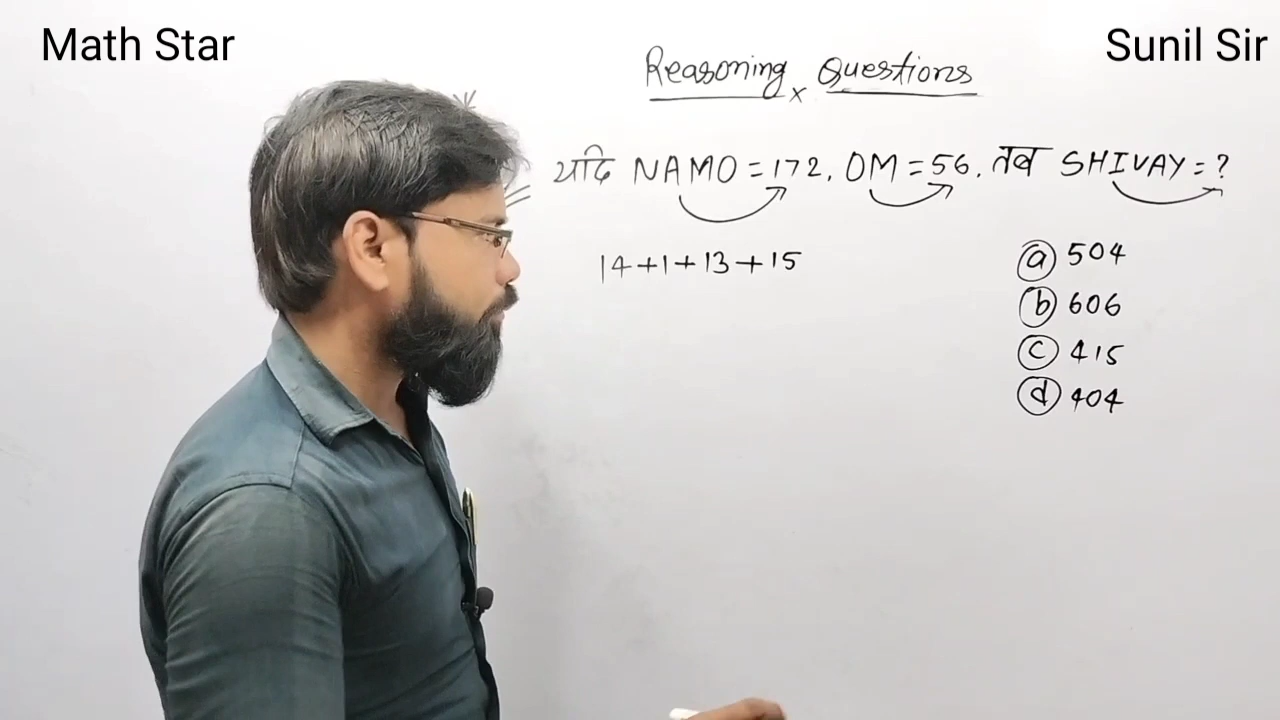 Math Star
Sunil Sir
Reasoning Questions
यदि NAMO = 172, OM = 56, तब SHIVAY = ?
14+1+13+15
(a) 504
(b) 606
(c) 415
(d) 404